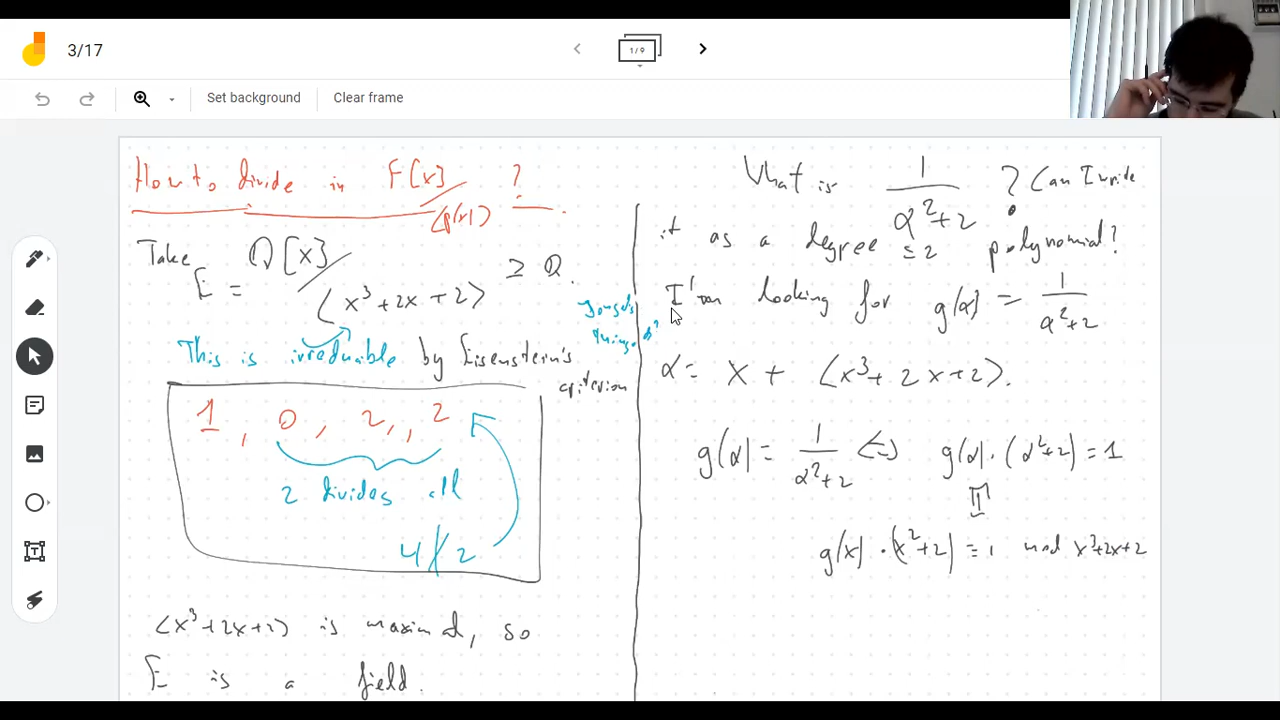 3/17
1/9
Set background
Clear frame
How to divide in F[x]/⟨p(x)⟩ ?
Take E = Q[x]/⟨x³+2x+2⟩ ⊇ Q.
This is by Eisenstein's
criterion
1, 0, 2, 2
2 divides all
4∤2
⟨x³+2x+2⟩ is maximal, so
E is a field.
What is 1/(α²+2) ? Can I write
it as a degree ≤2 polynomial?
I'm looking for g(α) = 1/(α²+2)
α = x + ⟨x³+2x+2⟩.
g(α) = 1/(α²+2) ⇔ g(α)·(α²+2)=1
g(x)·(x²+2) ≡ 1 mod x³+2x+2